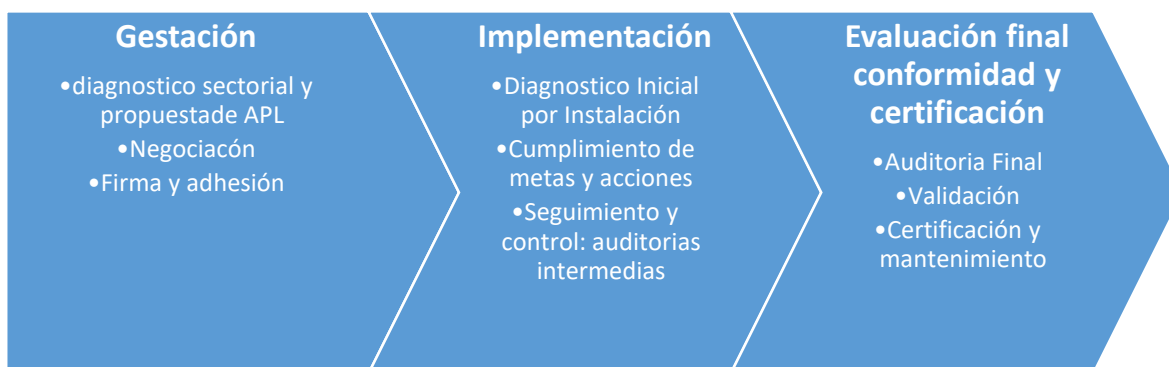 Gestación
•diagnostico sectorial y
propuestade APL
•Negociacón
•Firma y adhesión
Implementación
•Diagnostico Inicial
por Instalación
•Cumplimiento de
metas y acciones
•Seguimiento y
control: auditorias
intermedias
Evaluación final
conformidad y
certificación
•Auditoria Final
•Validación
•Certificación y
mantenimiento